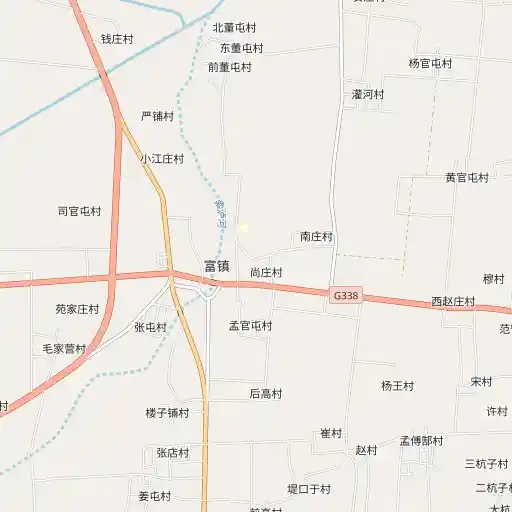 北董屯村
钱庄村
东董屯村
杨官屯村
前董屯村
灌河村
严铺村
小江庄村
黄官屯村
司官屯村
南庄村
富镇
尚庄村
穆村
G338
西赵庄村
苑家庄村
张屯村
孟官屯村
毛家营村
宋村
杨王村
后高村
村
楼子铺村
许村
崔村
孟傅郜村
赵村
张店村
三杭子村
堤口于村
二杭子村
姜屯村